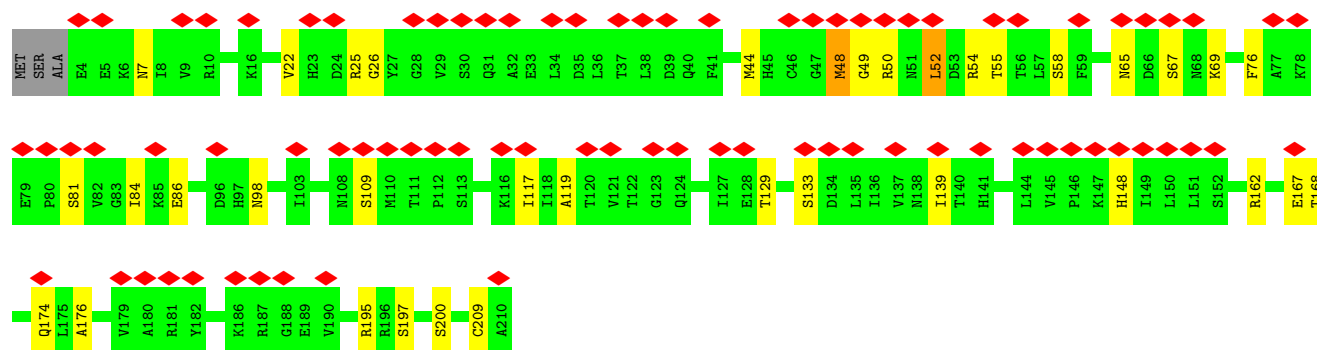 MET SER ALA E4 E5 K6 N7 I8 V9 R10 K16 V22 H23 D24 R25 G26 Y27 G28 V29 S30 Q31 A32 E33 L34 D35 L36 T37 L38 D39 Q40 F41 M44 H45 C46 G47 M48 G49 R50 N51 L52 D53 R54 T55 T56 L57 S58 F59 N65 D66 S67 N68 K69 F76 A77 K78
E79 P80 S81 V82 G83 I84 K85 E86 D96 H97 N98 I103 N108 S109 M110 T111 P112 S113 K116 I117 I118 A119 T120 V121 T122 G123 Q124 I127 E128 T129 S133 D134 L135 I136 V137 N138 I139 T140 H141 L144 V145 P146 K147 H148 I149 L150 L151 S152 R162 E167 T168
Q174 L175 A176 V179 A180 R181 Y182 K186 R187 G188 E189 V190 R195 R196 S197 S200 C209 A210